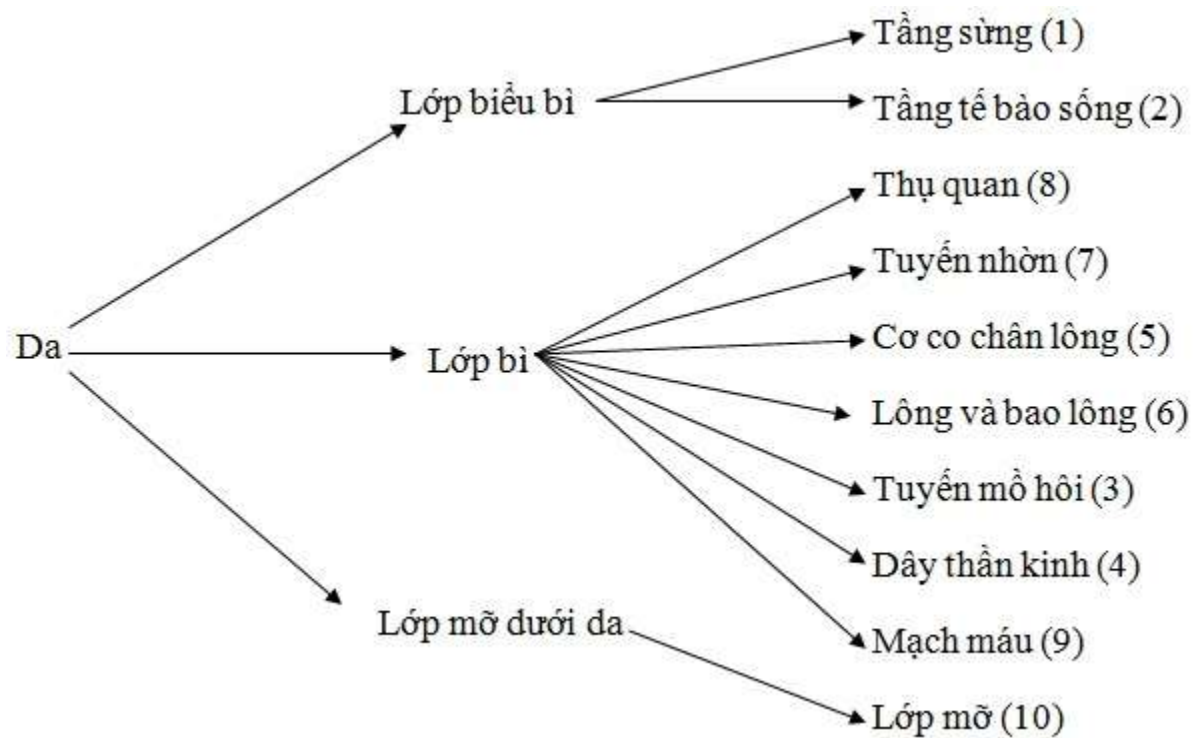 Tầng sừng (1)
Lớp biểu bì
Tầng tế bào sống (2)
Thụ quan (8)
Tuyến nhờn (7)
Da
Lớp bì
Cơ co chân lông (5)
Lông và bao lông (6)
Tuyến mồ hôi (3)
Dây thần kinh (4)
Lớp mỡ dưới da
Mạch máu (9)
Lớp mỡ (10)